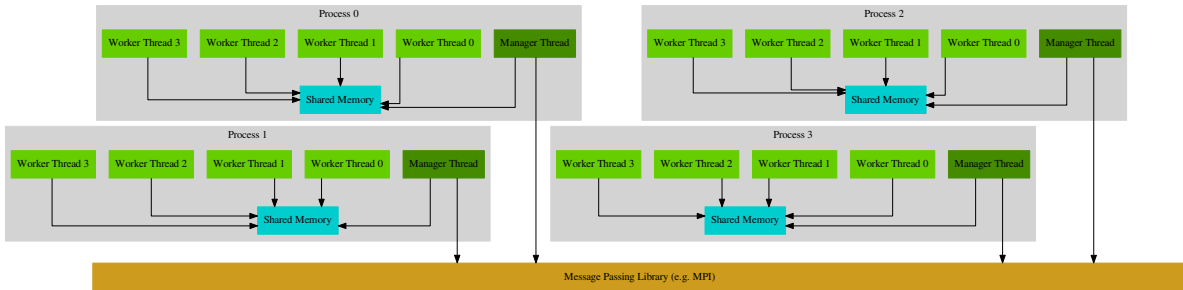 Process 0
Worker Thread 3
Worker Thread 2
Worker Thread 1
Worker Thread 0
Manager Thread
Shared Memory
Process 2
Worker Thread 3
Worker Thread 2
Worker Thread 1
Worker Thread 0
Manager Thread
Shared Memory
Process 1
Worker Thread 3
Worker Thread 2
Worker Thread 1
Worker Thread 0
Manager Thread
Shared Memory
Process 3
Worker Thread 3
Worker Thread 2
Worker Thread 1
Worker Thread 0
Manager Thread
Shared Memory
Message Passing Library (e.g. MPI)